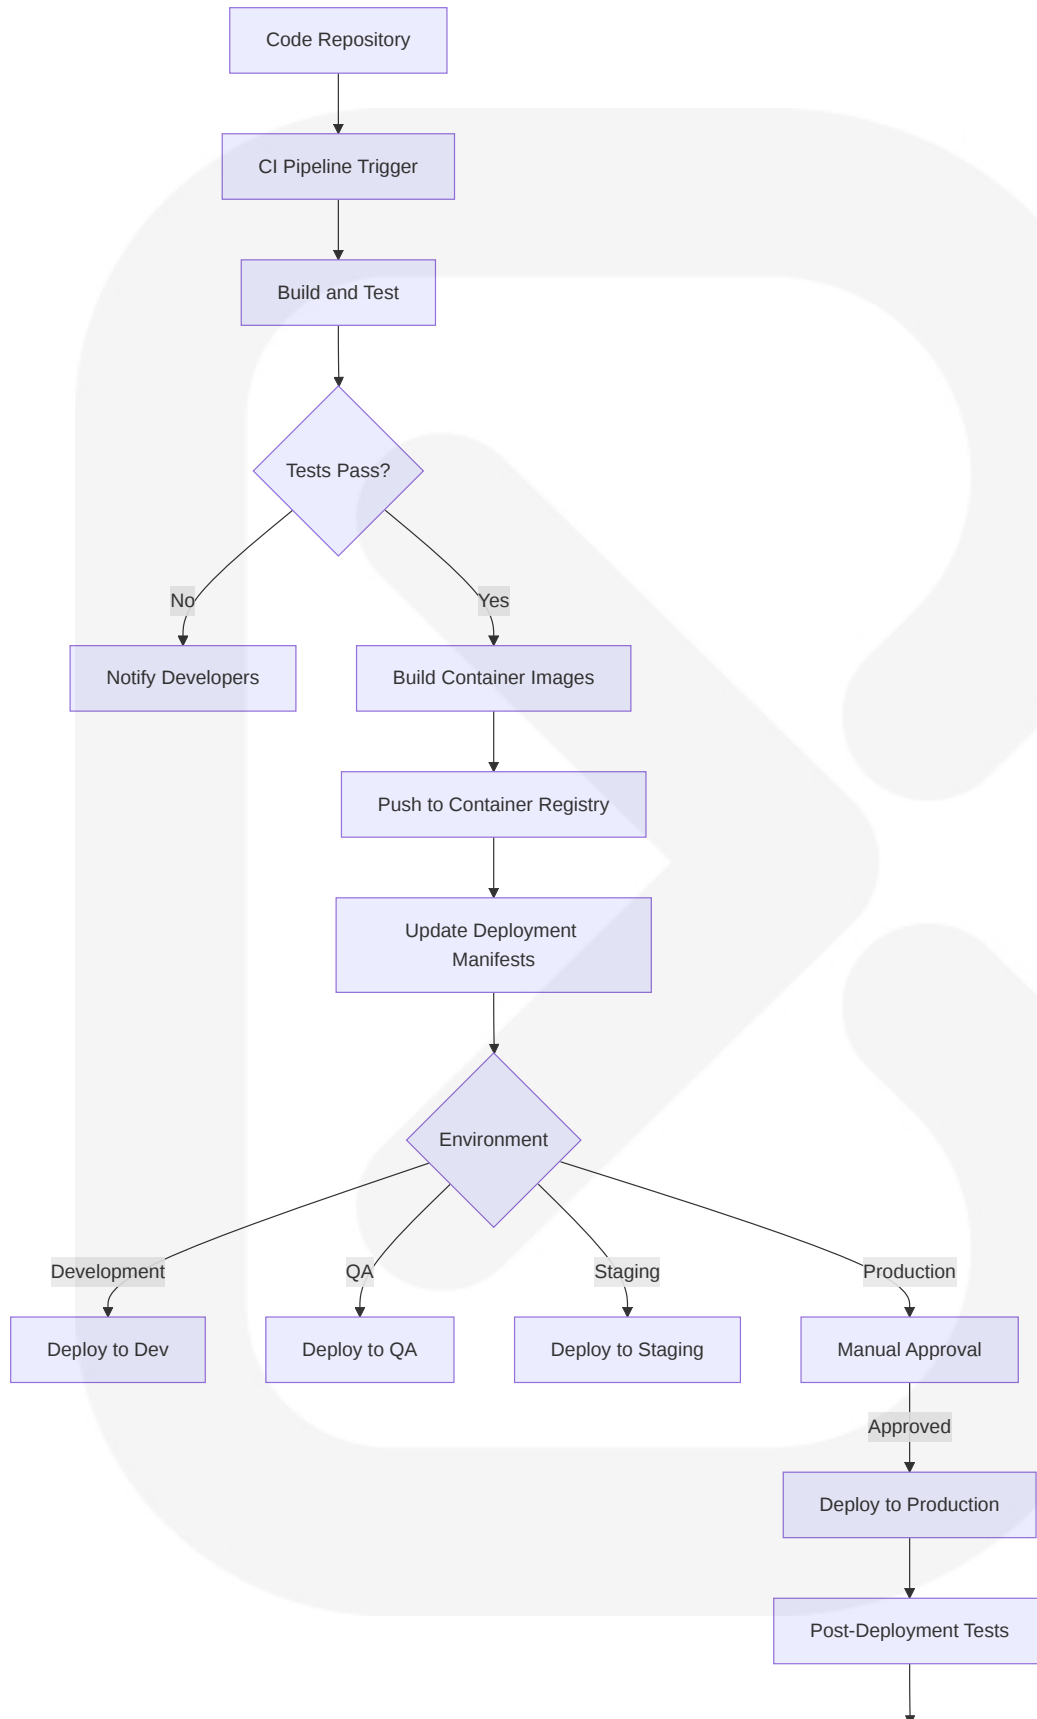 Code Repository
CI Pipeline Trigger
Build and Test
Tests Pass?
No
Yes
Notify Developers
Build Container Images
Push to Container Registry
Update Deployment
Manifests
Environment
Development
QA
Staging
Production
Deploy to Dev
Deploy to QA
Deploy to Staging
Manual Approval
Approved
Deploy to Production
Post-Deployment Tests